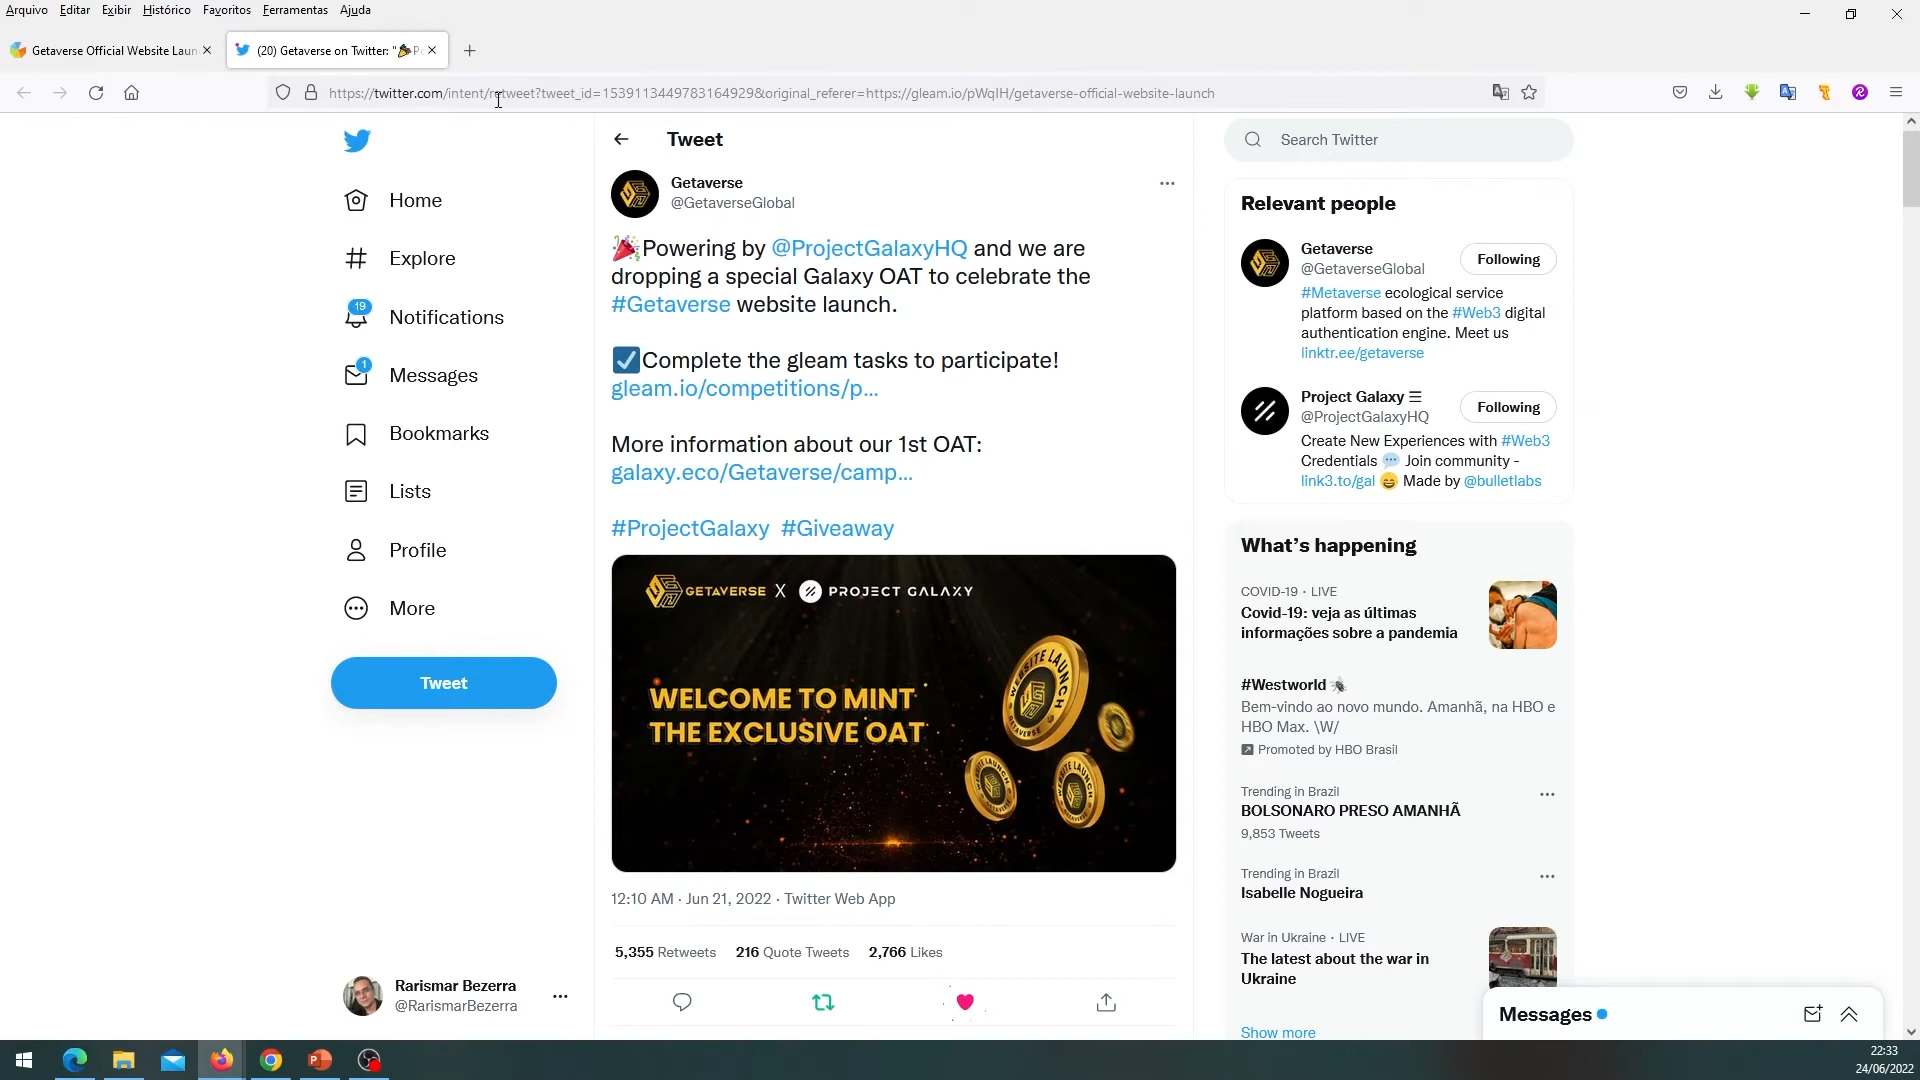 Arquivo Editar Exibir Histórico Favoritos Ferramentas Ajuda
Getaverse Official Website Laun
(20) Getaverse on Twitter: "🎉Po
https://twitter.com/intent/retweet?tweet_id=1539113449783164929&original_referer=https://gleam.io/pWqIH/getaverse-official-website-launch
Home
Explore
19
Notifications
1
Messages
Bookmarks
Lists
Profile
More
Tweet
Rarismar Bezerra
@RarismarBezerra
Tweet
Getaverse
@GetaverseGlobal
🎉Powering by @ProjectGalaxyHQ and we are
dropping a special Galaxy OAT to celebrate the
#Getaverse website launch.
☑Complete the gleam tasks to participate!
gleam.io/competitions/p...
More information about our 1st OAT:
galaxy.eco/Getaverse/camp...
#ProjectGalaxy #Giveaway
GETAVERSE X PROJECT GALAXY
WELCOME TO MINT
THE EXCLUSIVE OAT
WEBSITE LAUNCH
GETAVERSE
WEBSITE LAUNCH
WEBSITE LAUNCH
12:10 AM · Jun 21, 2022 · Twitter Web App
5,355 Retweets 216 Quote Tweets 2,766 Likes
Search Twitter
Relevant people
Getaverse
@GetaverseGlobal
Following
#Metaverse ecological service
platform based on the #Web3 digital
authentication engine. Meet us
linktr.ee/getaverse
Project Galaxy
@ProjectGalaxyHQ
Following
Create New Experiences with #Web3
Credentials 💬 Join community -
link3.to/gal 😄 Made by @bulletlabs
What's happening
COVID-19 · LIVE
Covid-19: veja as últimas
informações sobre a pandemia
#Westworld
Bem-vindo ao novo mundo. Amanhã, na HBO e
HBO Max. \W/
Promoted by HBO Brasil
Trending in Brazil
BOLSONARO PRESO AMANHÃ
9,853 Tweets
Trending in Brazil
Isabelle Nogueira
War in Ukraine · LIVE
The latest about the war in
Ukraine
Show more
Messages
22:33
24/06/2022